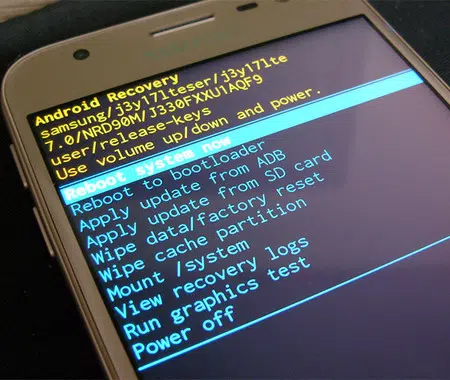 Android Recovery
samsung/j3y17lteser/j3y17lte
7.0/NRD90M/J330FXXU1AQF9
user/release-keys
Use volume up/down and power.
Reboot system now
Reboot to bootloader
Apply update from ADB
Apply update from SD card
Wipe data/factory reset
Wipe cache partition
Mount /system
View recovery logs
Run graphics test
Power off